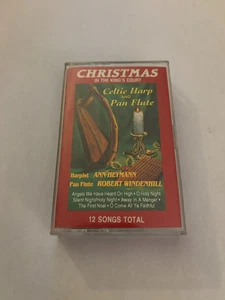 CHRISTMAS
IN THE KING'S COURT
Celtic Harp
AND
Pan Flute
Harpist ANN HEYMANN
Pan Flute ROBERT WINDENHILL
Angels We Have Heard On High • O Holy Night
Silent Night/Holy Night • Away In A Manger •
The First Noel • O Come All Ye Faithful
12 SONGS TOTAL